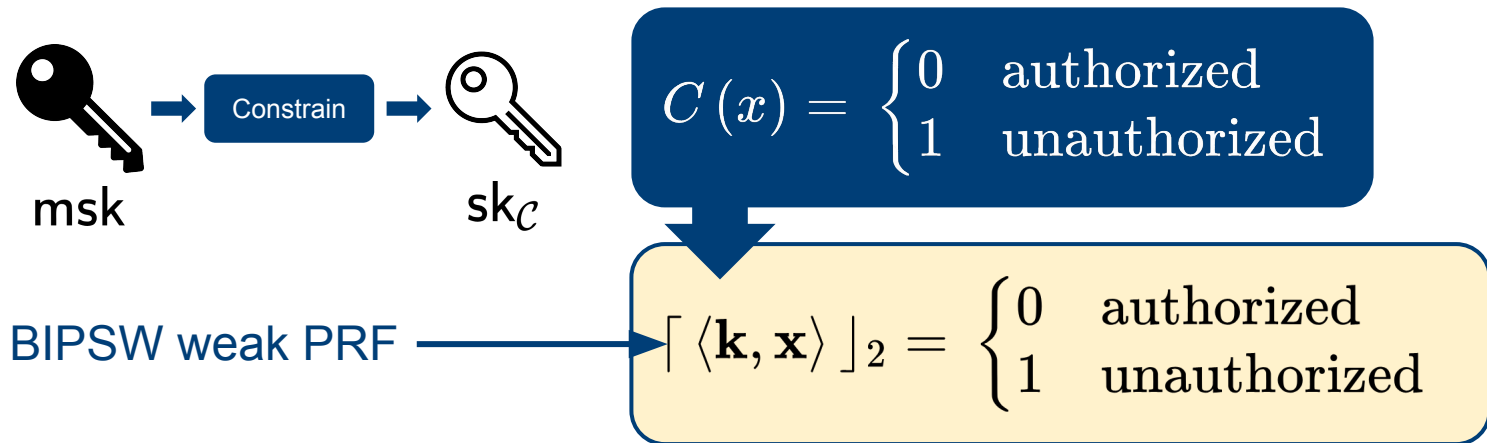 Constrain
msk
sk_𝒞
C (x) = { 0 authorized
1 unauthorized
BIPSW weak PRF
⌈ ⟨k, x⟩ ⌋₂ = { 0 authorized
1 unauthorized